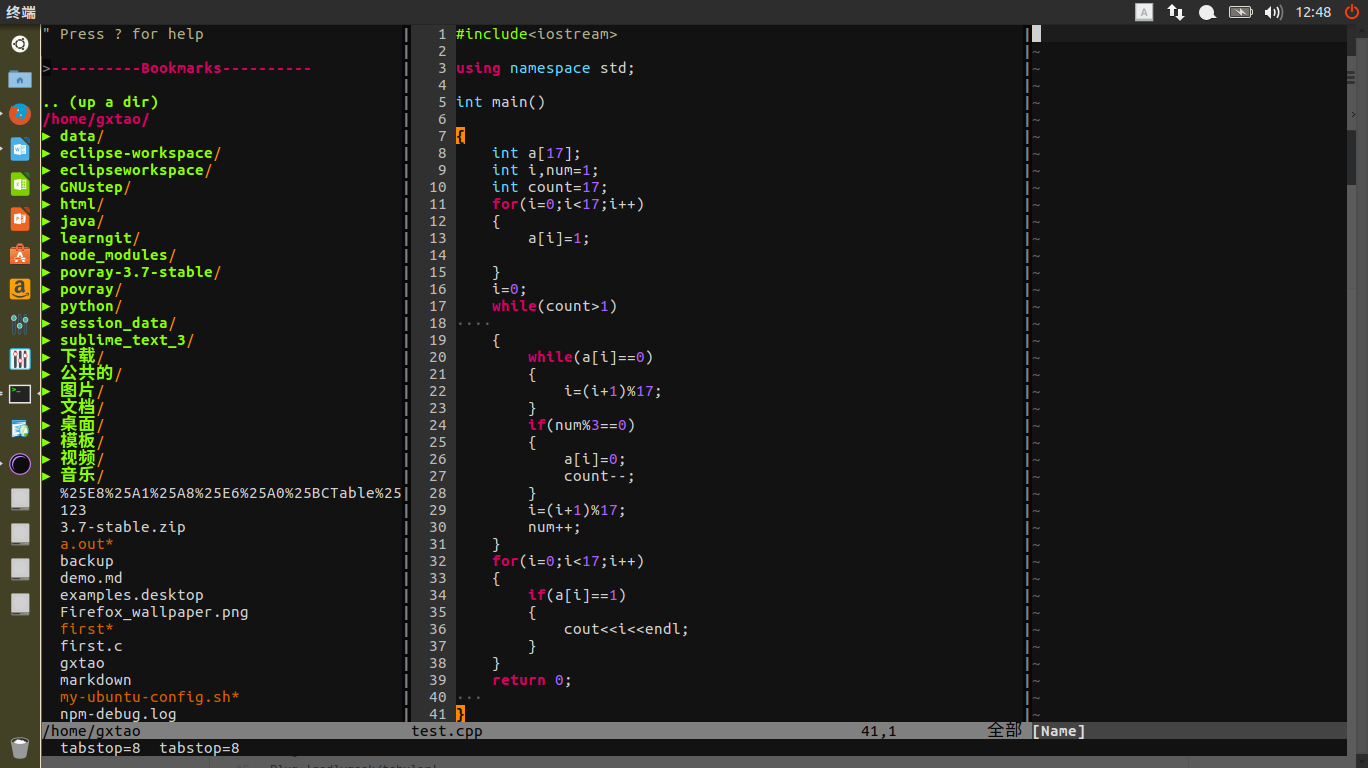 终端
12:48
" Press ? for help
>----------Bookmarks----------
.. (up a dir)
/home/gxtao/
▶ data/
▶ eclipse-workspace/
▶ eclipseworkspace/
▶ GNUstep/
▶ html/
▶ java/
▶ learngit/
▶ node_modules/
▶ povray-3.7-stable/
▶ povray/
▶ python/
▶ session_data/
▶ sublime_text_3/
▶ 下载/
▶ 公共的/
▶ 图片/
▶ 文档/
▶ 桌面/
▶ 模板/
▶ 视频/
▶ 音乐/
%25E8%25A1%25A8%25E6%25A0%25BCTable%25
123
3.7-stable.zip
a.out*
backup
demo.md
examples.desktop
Firefox_wallpaper.png
first*
first.c
gxtao
markdown
my-ubuntu-config.sh*
npm-debug.log
/home/gxtao
1 #include<iostream>
2
3 using namespace std;
4
5 int main()
6
7 {
8     int a[17];
9     int i,num=1;
10     int count=17;
11     for(i=0;i<17;i++)
12     {
13         a[i]=1;
14
15     }
16     i=0;
17     while(count>1)
18 ····
19     {
20         while(a[i]==0)
21         {
22             i=(i+1)%17;
23         }
24         if(num%3==0)
25         {
26             a[i]=0;
27             count--;
28         }
29         i=(i+1)%17;
30         num++;
31     }
32     for(i=0;i<17;i++)
33     {
34         if(a[i]==1)
35         {
36             cout<<i<<endl;
37         }
38     }
39     return 0;
40 ···
41 }
test.cpp 41,1 全部
[Name]
tabstop=8  tabstop=8